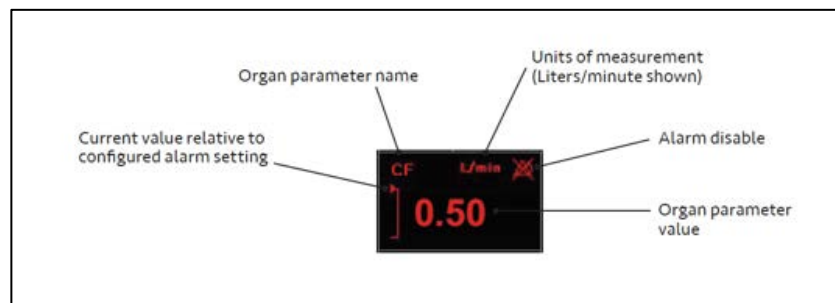 Units of measurement
(Liters/minute shown)
Organ parameter name
Current value relative to
configured alarm setting
Alarm disable
CF
L/min
0.50
Organ parameter
value